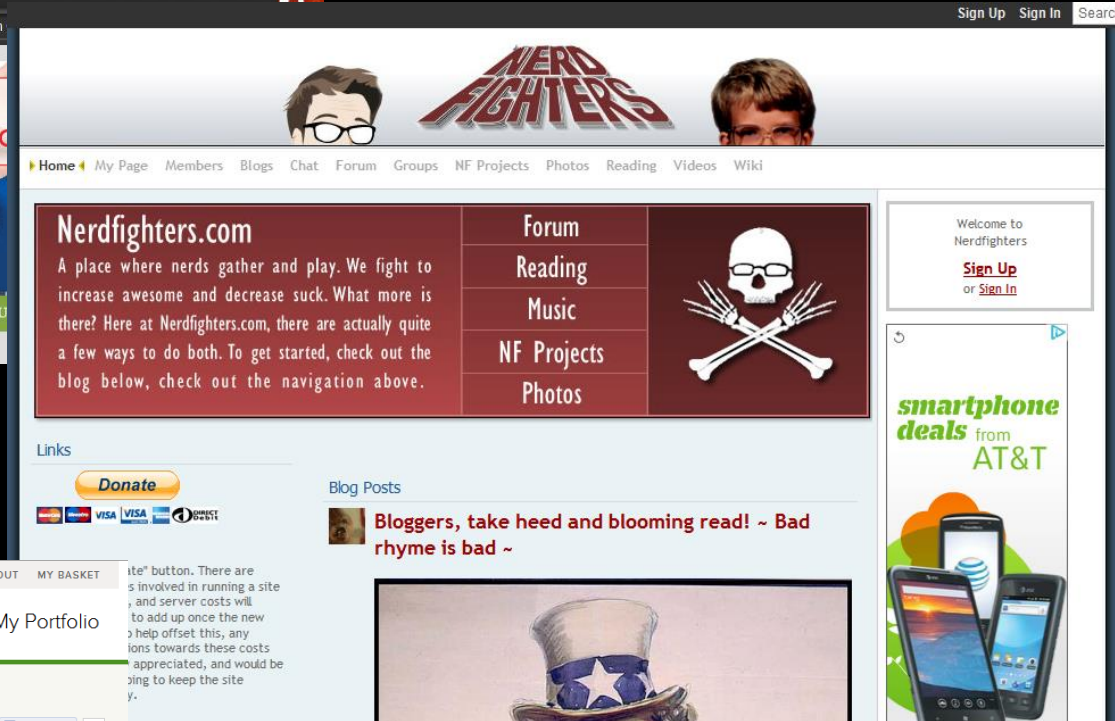 Sign Up Sign In Searc
NERD
FIGHTERS
Home My Page Members Blogs Chat Forum Groups NF Projects Photos Reading Videos Wiki
Nerdfighters.com
A place where nerds gather and play. We fight to
increase awesome and decrease suck. What more is
there? Here at Nerdfighters.com, there are actually quite
a few ways to do both. To get started, check out the
blog below, check out the navigation above.
Forum
Reading
Music
NF Projects
Photos
Welcome to
Nerdfighters
Sign Up
or Sign In
smartphone
deals from
AT&T
Links
Donate
VISA VISA DIRECT
Debit
Blog Posts
Bloggers, take heed and blooming read! ~ Bad
rhyme is bad ~
ate" button. There are
s involved in running a site
, and server costs will
to add up once the new
o help offset this, any
ions towards these costs
appreciated, and would be
ping to keep the site
y.
OUT MY BASKET
My Portfolio